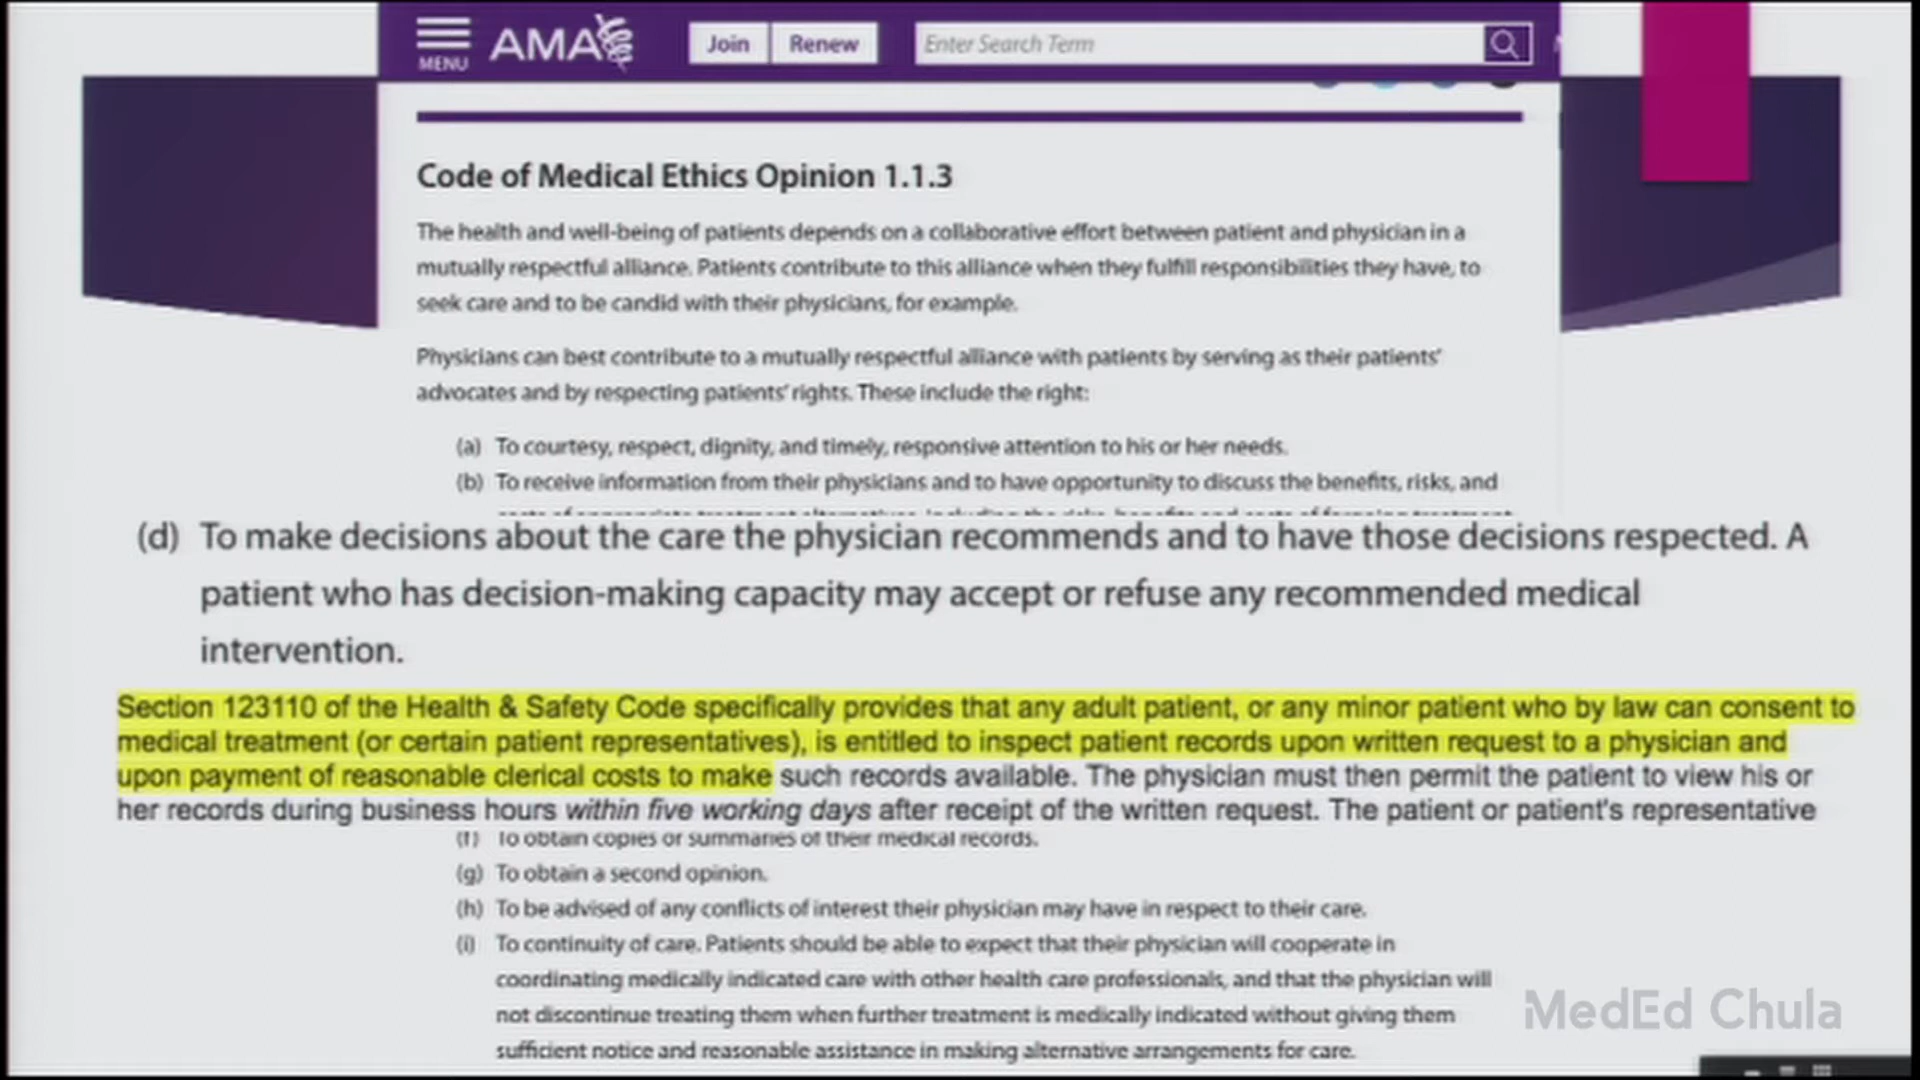 MENU
AMA
Join
Renew
Enter Search Term
Code of Medical Ethics Opinion 1.1.3
The health and well-being of patients depends on a collaborative effort between patient and physician in a
mutually respectful alliance. Patients contribute to this alliance when they fulfill responsibilities they have, to
seek care and to be candid with their physicians, for example.
Physicians can best contribute to a mutually respectful alliance with patients by serving as their patients'
advocates and by respecting patients' rights. These include the right:
(a) To courtesy, respect, dignity, and timely, responsive attention to his or her needs.
(b) To receive information from their physicians and to have opportunity to discuss the benefits, risks, and
(d) To make decisions about the care the physician recommends and to have those decisions respected. A
patient who has decision-making capacity may accept or refuse any recommended medical
intervention.
Section 123110 of the Health & Safety Code specifically provides that any adult patient, or any minor patient who by law can consent to
medical treatment (or certain patient representatives), is entitled to inspect patient records upon written request to a physician and
upon payment of reasonable clerical costs to make such records available. The physician must then permit the patient to view his or
her records during business hours within five working days after receipt of the written request. The patient or patient's representative
(f) To obtain copies or summaries of their medical records.
(g) To obtain a second opinion.
(h) To be advised of any conflicts of interest their physician may have in respect to their care.
(i) To continuity of care. Patients should be able to expect that their physician will cooperate in
coordinating medically indicated care with other health care professionals, and that the physician will
not discontinue treating them when further treatment is medically indicated without giving them
sufficient notice and reasonable assistance in making alternative arrangements for care.
MedEd Chula